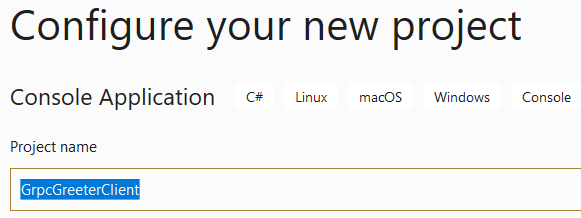 Configure your new project
Console Application C# Linux macOS Windows Console
Project name
GrpcGreeterClient